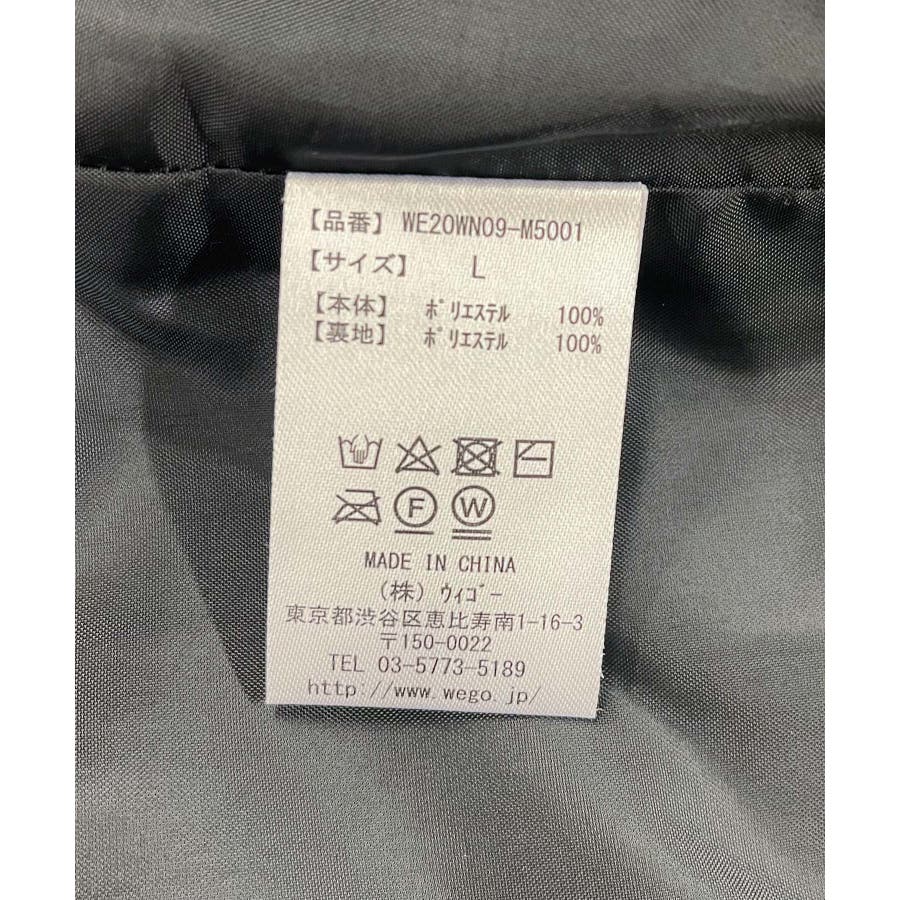 【品番】 WE20WN09-M5001
【サイズ】 L
【本体】 ﾎﾟﾘｴｽﾃﾙ 100%
【裏地】 ﾎﾟﾘｴｽﾃﾙ 100%
F W
MADE IN CHINA
(株) ｳｨｺﾞｰ
東京都渋谷区恵比寿南1-16-3
〒150-0022
TEL 03-5773-5189
http://www.wego.jp/